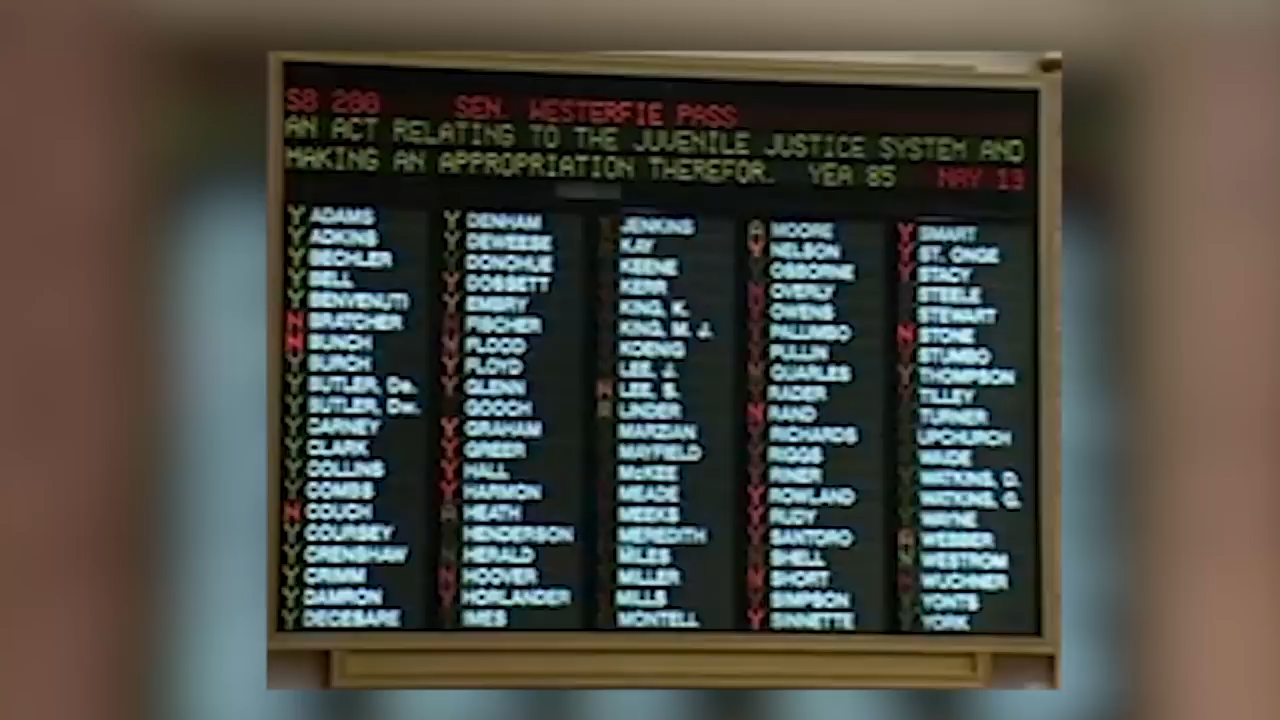 SB 200 SEN. WESTERFIE PASS
AN ACT RELATING TO THE JUVENILE JUSTICE SYSTEM AND
MAKING AN APPROPRIATION THEREFOR. YEA 85 NAY 13
Y ADAMS
Y ADKINS
Y BECHLER
Y BELL
Y BENVENUTI
N BRATCHER
N BUNCH
Y BURCH
Y BUTLER, De.
Y BUTLER, Dw.
Y CARNEY
Y CLARK
Y COLLINS
Y COMBS
N COUCH
Y COURSEY
Y CRENSHAW
Y CRIMM
Y DAMRON
Y DECESARE
Y DENHAM
Y DEWEESE
DONOHUE
Y DOSSETT
Y EMBRY
FISCHER
FLOOD
Y FLOYD
Y GLENN
GOOCH
Y GRAHAM
Y GREER
Y HALL
Y HARMON
HEATH
HENDERSON
HERALD
HOOVER
Y HORLANDER
IMES
JENKINS
KAY
KEENE
KERR
KING, K.
KING, M. J.
KOENIG
LEE, J.
LEE, S.
LINDER
MARZIAN
MAYFIELD
McKEE
MEADE
MEEKS
MEREDITH
MILES
MILLER
MILLS
MONTELL
MOORE
Y NELSON
OSBORNE
N OVERLY
OWENS
PALUMBO
PULLIN
QUARLES
RADER
N RAND
RICHARDS
RIGGS
RINER
Y ROWLAND
Y RUDY
SANTORO
SHELL
SHORT
SIMPSON
Y SINNETTE
Y SMART
Y ST. ONGE
Y STACY
STEELE
STEWART
N STONE
STUMBO
Y THOMPSON
TILLEY
TURNER
UPCHURCH
WADE
WATKINS, D.
WATKINS, G.
WAYNE
WEBBER
WESTROM
WUCHNER
YONTS
YORK